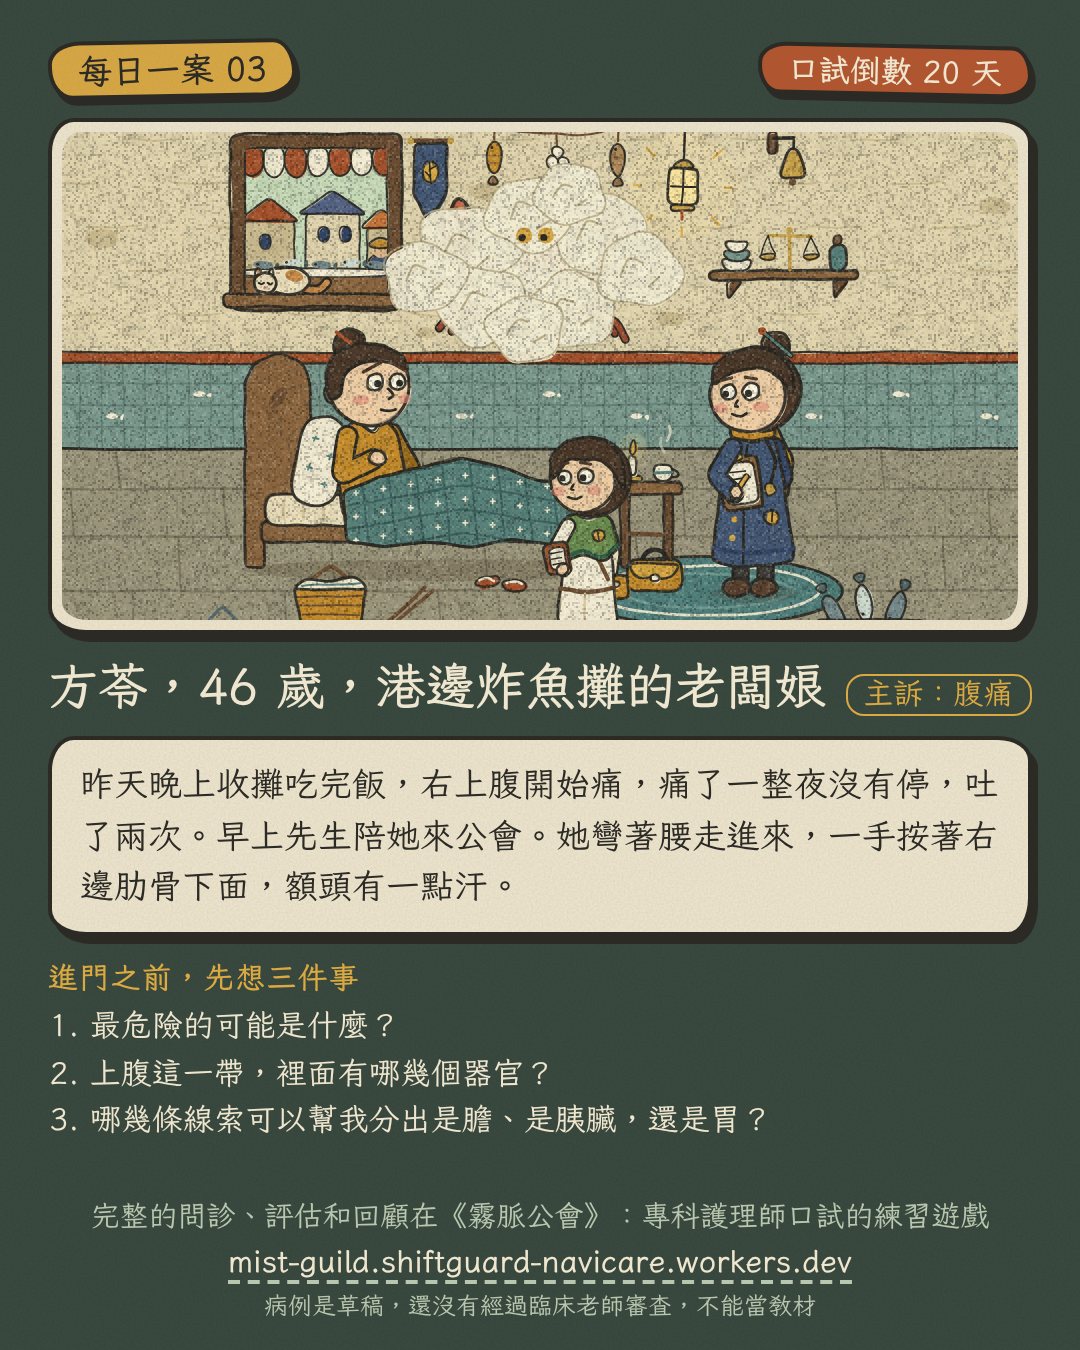 每日一案 03
口試倒數 20 天
方苓，46 歲，港邊炸魚攤的老闆娘
主訴：腹痛
昨天晚上收攤吃完飯，右上腹開始痛，痛了一整夜沒有停，吐
了兩次。早上先生陪她來公會。她彎著腰走進來，一手按著右
邊肋骨下面，額頭有一點汗。
進門之前，先想三件事
1. 最危險的可能是什麼？
2. 上腹這一帶，裡面有哪幾個器官？
3. 哪幾條線索可以幫我分出是膽、是胰臟，還是胃？
完整的問診、評估和回顧在《霧脈公會》：專科護理師口試的練習遊戲
mist-guild.shiftguard-navicare.workers.dev
病例是草稿，還沒有經過臨床老師審查，不能當教材